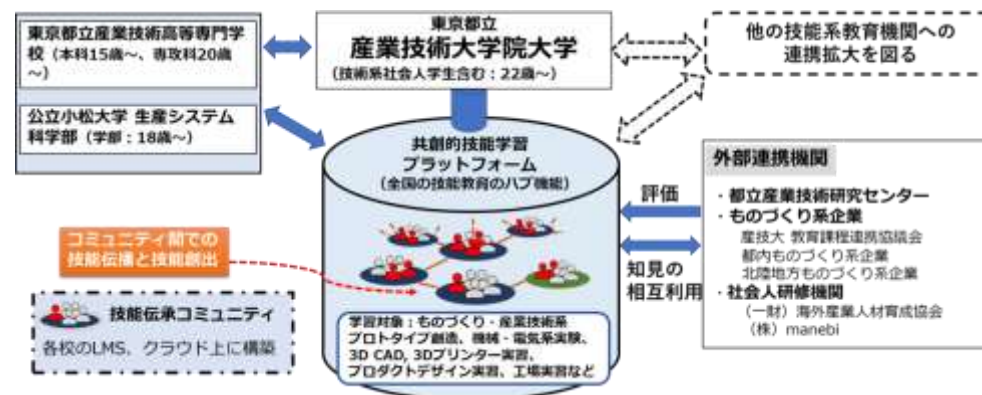 東京都立産業技術高等専門学
校（本科15歳～、専攻科20歳
～）
公立小松大学 生産システム
科学部（学部：18歳～）
東京都立
産業技術大学院大学
（技術系社会人学生含む：22歳～）
他の技能系教育機関への
連携拡大を図る
共創的技能学習
プラットフォーム
（全国の技能教育のハブ機能）
コミュニティ間での
技能伝播と技能創出
技能伝承コミュニティ
各校のLMS、クラウド上に構築
学習対象：ものづくり・産業技術系
プロトタイプ創造、機械・電気系実験、
3D CAD, 3Dプリンター実習、
プロダクトデザイン実習、工場実習など
評価
知見の
相互利用
外部連携機関
・都立産業技術研究センター
・ものづくり系企業
産技大 教育課程連携協議会
都内ものづくり系企業
北陸地方ものづくり系企業
・社会人研修機関
（一財）海外産業人材育成協会
（株）manebi